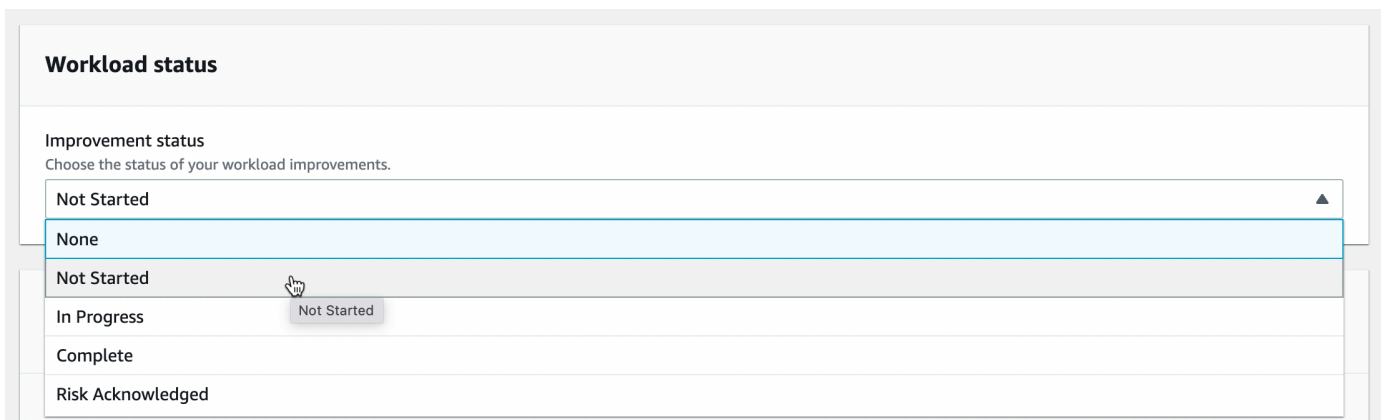 Workload status
Improvement status
Choose the status of your workload improvements.
Not Started
None
Not Started
Not Started
In Progress
Complete
Risk Acknowledged